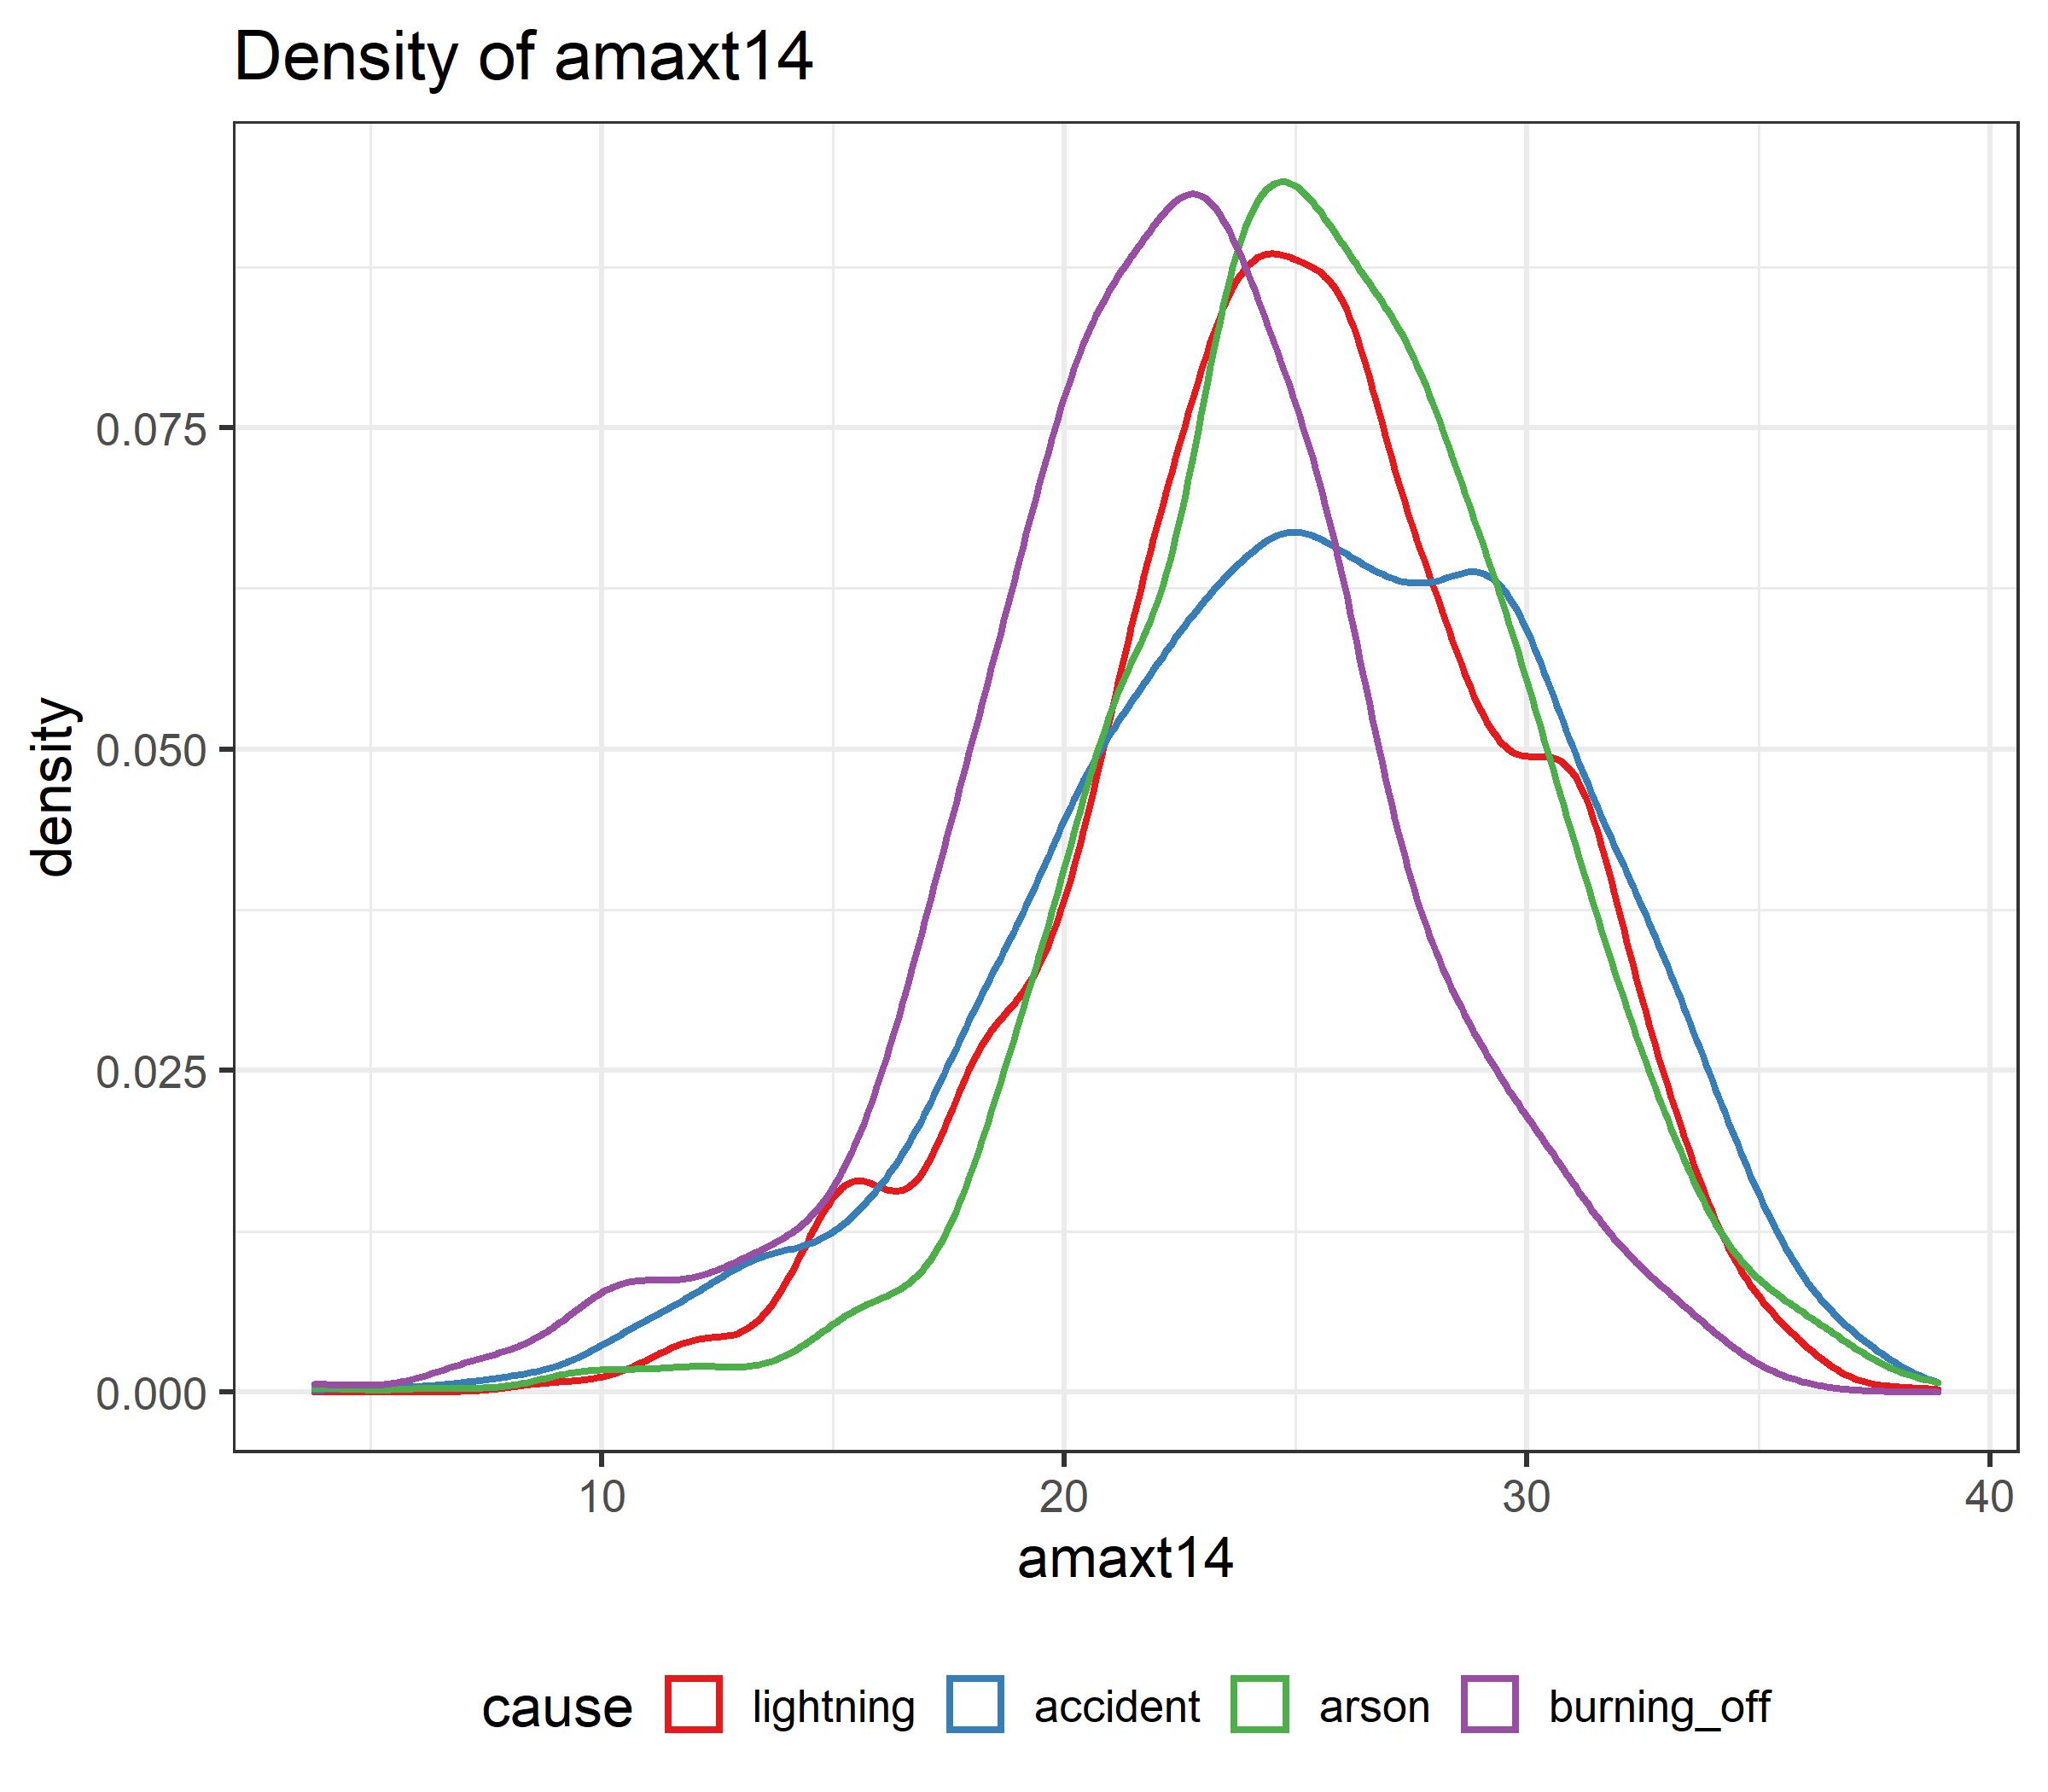 Density of amaxt14
density
0.075
0.050
0.025
0.000
10 20 30 40
amaxt14
cause lightning accident arson burning_off